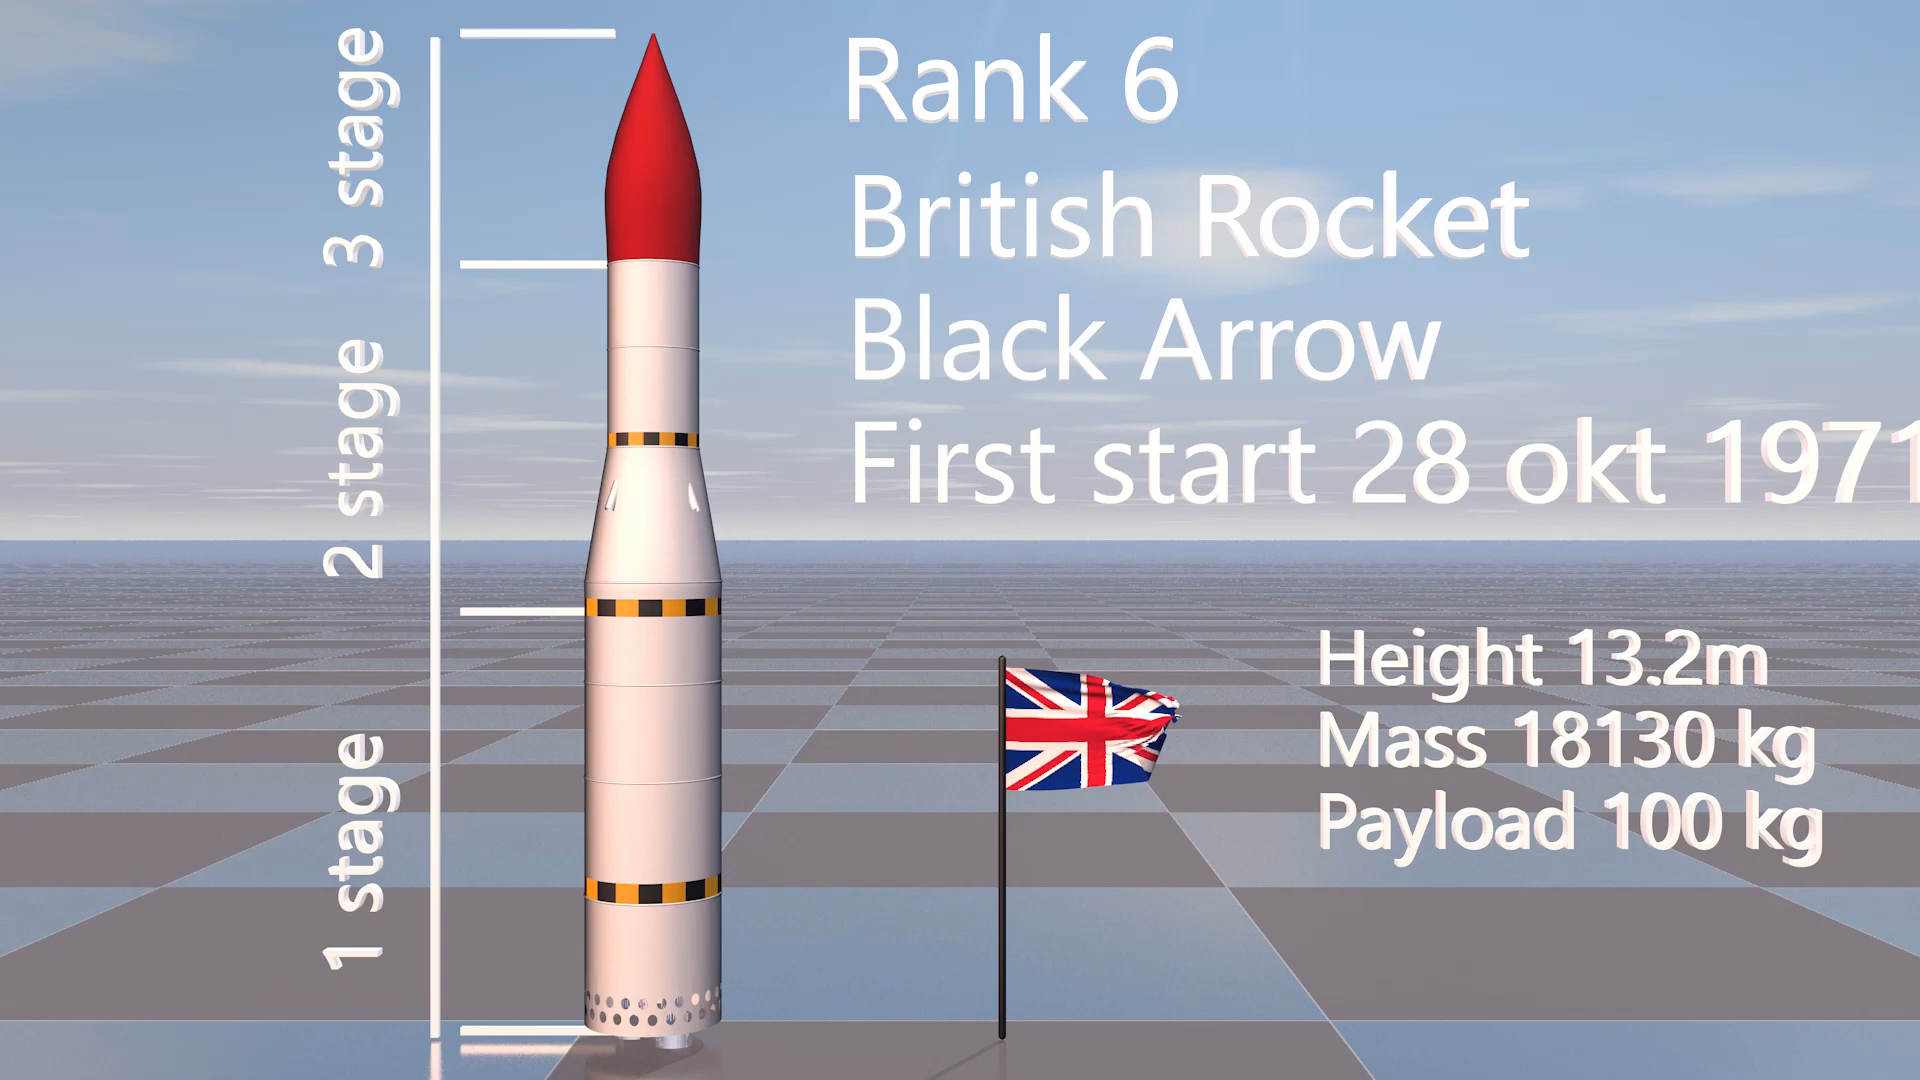 3 stage
2 stage
1 stage
Rank 6
British Rocket
Black Arrow
First start 28 okt 1971
Height 13.2m
Mass 18130 kg
Payload 100 kg